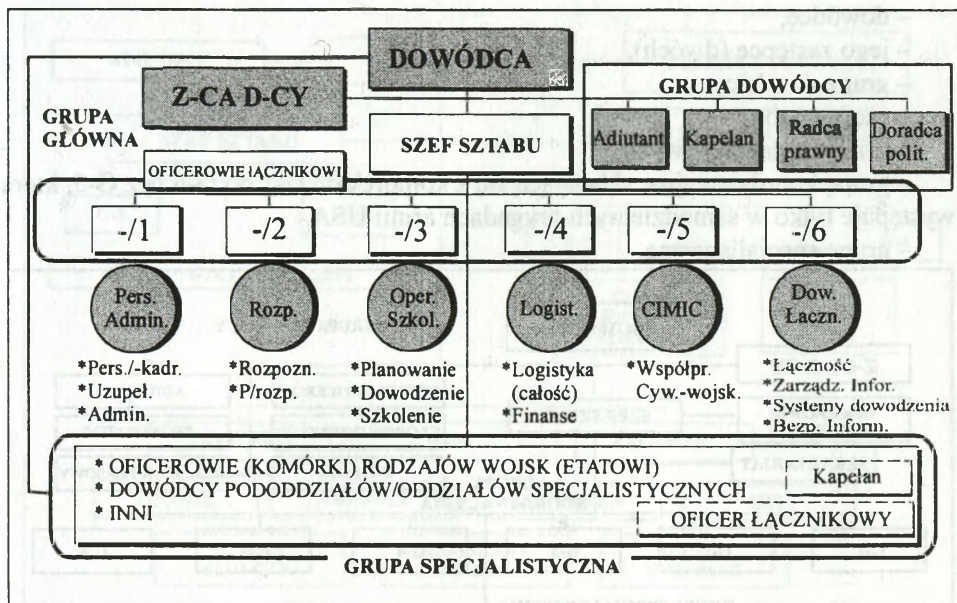 DOWÓDCA
Z-CA D-CY
GRUPA DOWÓDCY
GRUPA
GŁÓWNA
SZEF SZTABU
Adiutant
Kapelan
Radca
prawny
Doradca
polit.
OFICEROWIE ŁĄCZNIKOWI
-/1
-/2
-/3
-/4
-/5
-/6
Pers.
Admin.
Rozp.
Oper.
Szkol.
Logist.
CIMIC
Dow.
Łączn.
*Pers./-kadr.
*Uzupeł.
*Admin.
*Rozpozn.
*P/rozp.
*Planowanie
*Dowodzenie
*Szkolenie
*Logistyka
(całość)
*Finanse
*Współpr.
Cyw.-wojsk.
*Łączność
*Zarządz. Infor.
*Systemy dowodzenia
*Bezp. Inform.
* OFICEROWIE (KOMÓRKI) RODZAJÓW WOJSK (ETATOWI)
* DOWÓDCY PODODDZIAŁÓW/ODDZIAŁÓW SPECJALISTYCZNYCH
* INNI
Kapelan
OFICER ŁĄCZNIKOWY
GRUPA SPECJALISTYCZNA